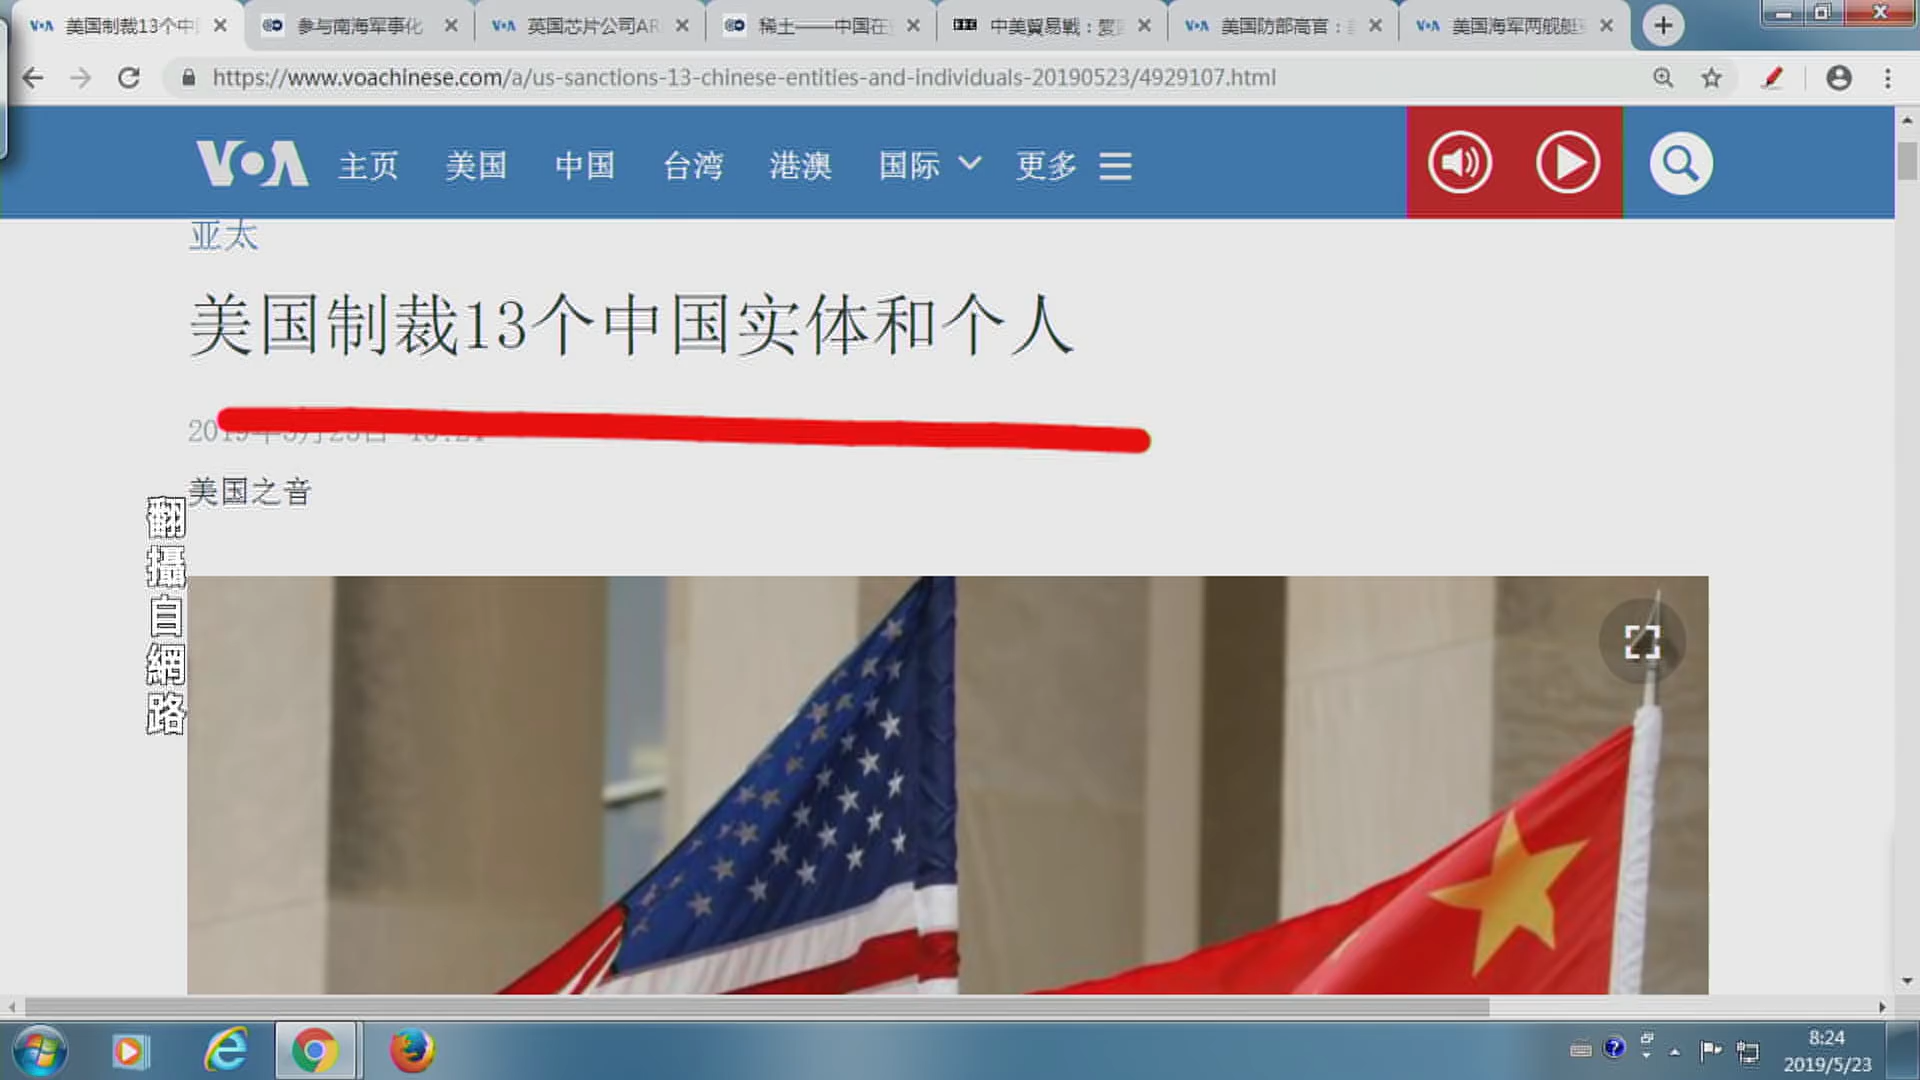 美国制裁13个中
参与南海军事化
英国芯片公司AR
稀土——中国在
中美貿易戰：愛
美国防部高官：
美国海军两舰艇
https://www.voachinese.com/a/us-sanctions-13-chinese-entities-and-individuals-20190523/4929107.html
VOA 主页 美国 中国 台湾 港澳 国际 更多
亚太
美国制裁13个中国实体和个人
美国之音
翻攝自網路
8:24
2019/5/23